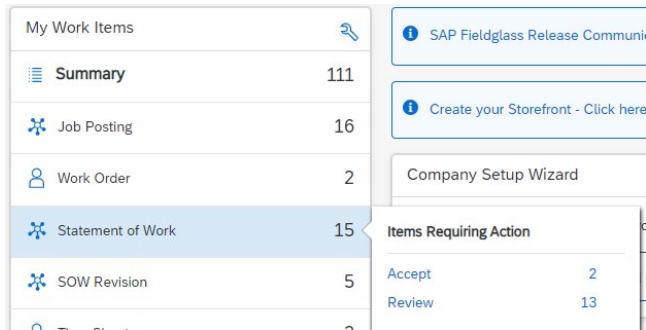 My Work Items
Summary 111
Job Posting 16
Work Order 2
Statement of Work 15
SOW Revision 5
SAP Fieldglass Release
Create your Storefront - Click here
Company Setup Wizard
Items Requiring Action
Accept 2
Review 13